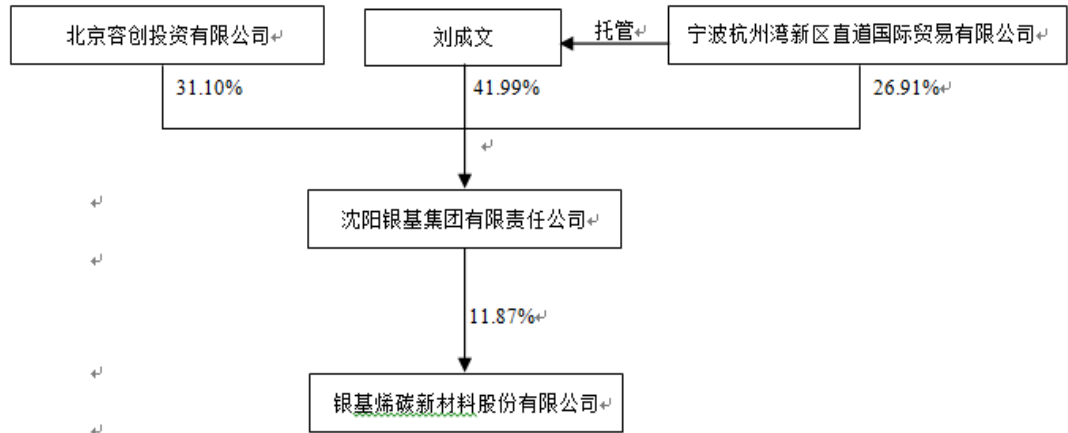 北京容创投资有限公司
刘成文
托管
宁波杭州湾新区直道国际贸易有限公司
31.10%
41.99%
26.91%
沈阳银基集团有限责任公司
11.87%
银基烯碳新材料股份有限公司